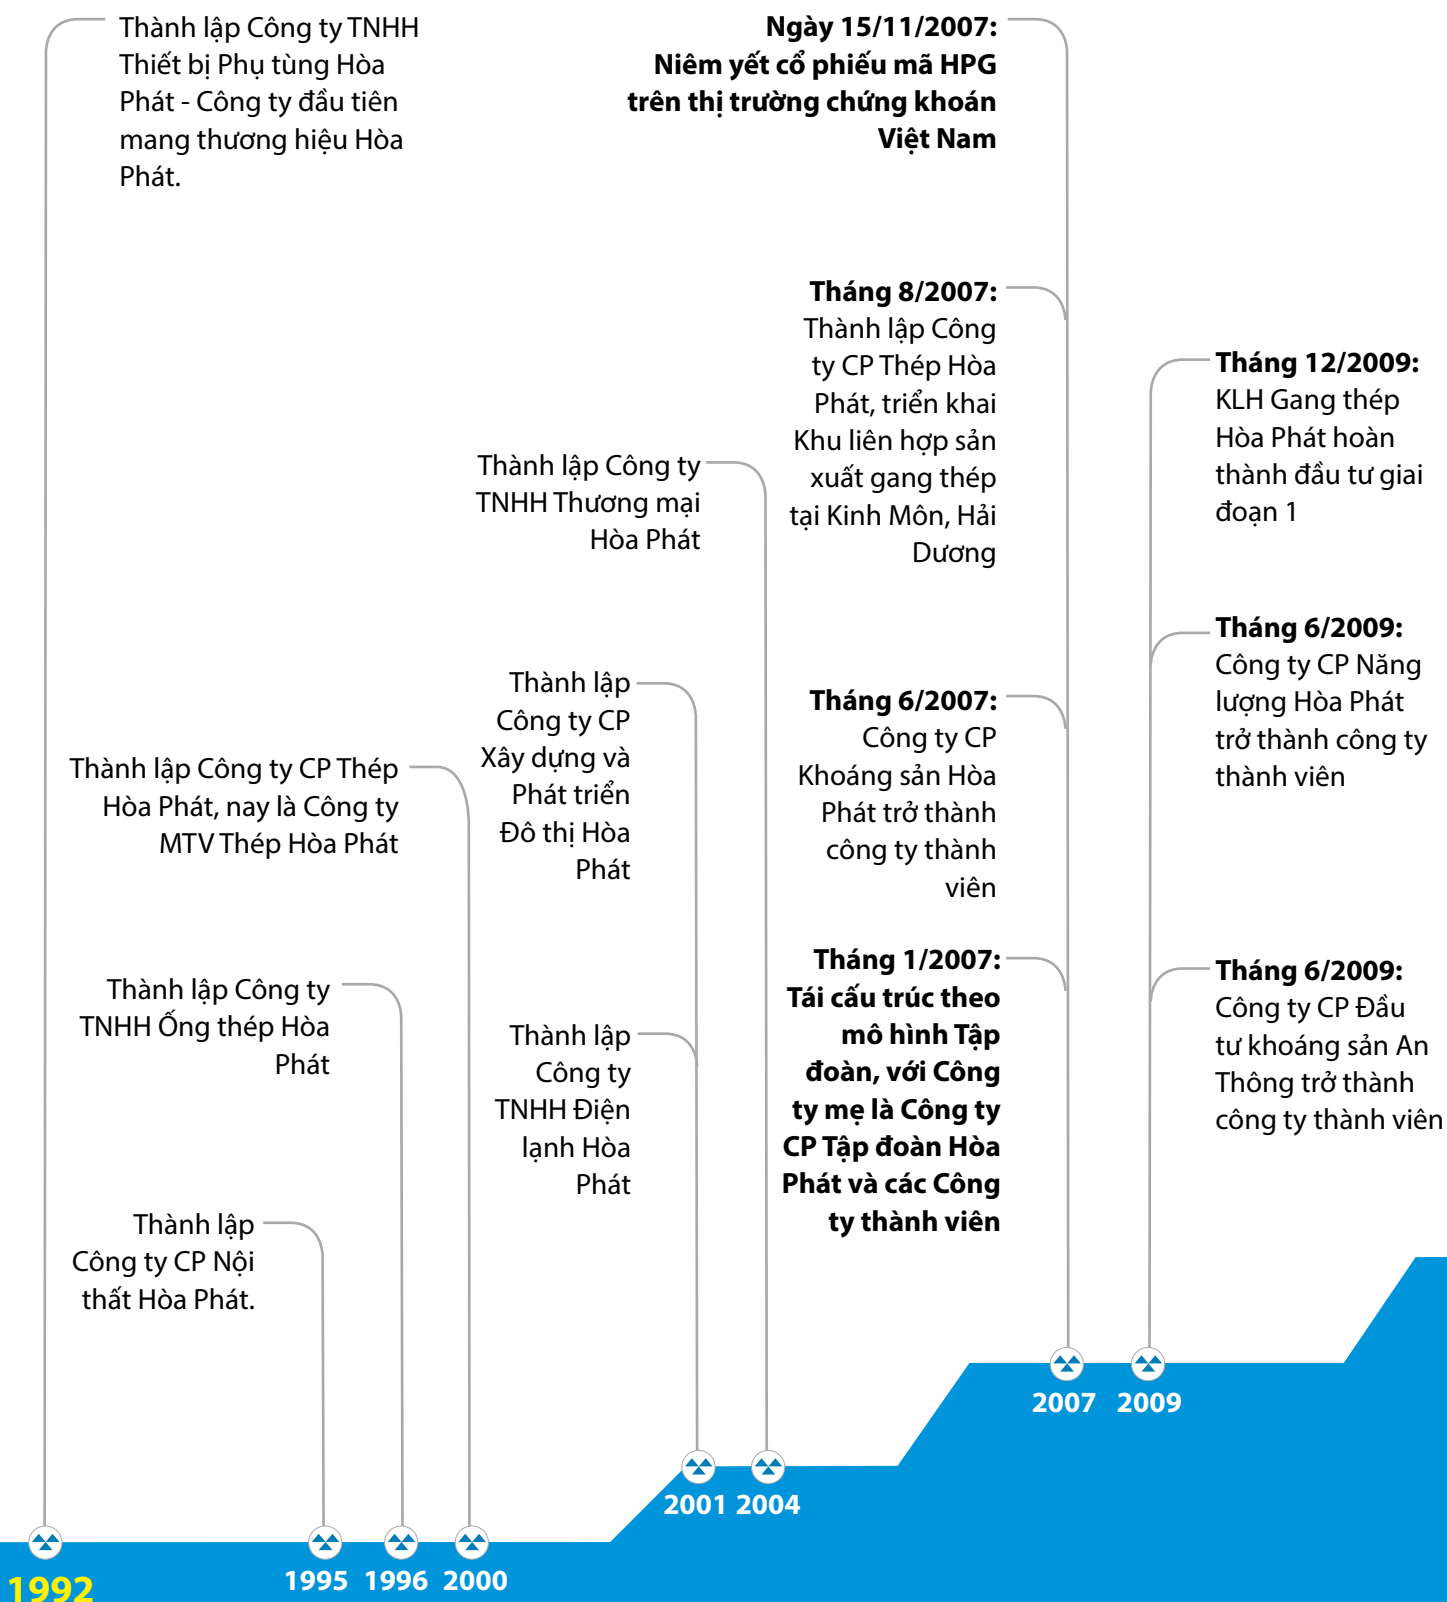 Thành lập Công ty TNHH
Thiết bị Phụ tùng Hòa
Phát - Công ty đầu tiên
mang thương hiệu Hòa
Phát.
Thành lập
Công ty CP Nội
thất Hòa Phát.
Thành lập Công ty
TNHH Ống thép Hòa
Phát
Thành lập Công ty CP Thép
Hòa Phát, nay là Công ty
MTV Thép Hòa Phát
Thành lập
Công ty CP
Xây dựng và
Phát triển
Đô thị Hòa
Phát
Thành lập
Công ty
TNHH Điện
lạnh Hòa
Phát
Thành lập Công ty
TNHH Thương mại
Hòa Phát
Ngày 15/11/2007:
Niêm yết cổ phiếu mã HPG
trên thị trường chứng khoán
Việt Nam
Tháng 8/2007:
Thành lập Công
ty CP Thép Hòa
Phát, triển khai
Khu liên hợp sản
xuất gang thép
tại Kinh Môn, Hải
Dương
Tháng 6/2007:
Công ty CP
Khoáng sản Hòa
Phát trở thành
công ty thành
viên
Tháng 1/2007:
Tái cấu trúc theo
mô hình Tập
đoàn, với Công
ty mẹ là Công ty
CP Tập đoàn Hòa
Phát và các Công
ty thành viên
Tháng 12/2009:
KLH Gang thép
Hòa Phát hoàn
thành đầu tư giai
đoạn 1
Tháng 6/2009:
Công ty CP Năng
lượng Hòa Phát
trở thành công ty
thành viên
Tháng 6/2009:
Công ty CP Đầu
tư khoáng sản An
Thông trở thành
công ty thành viên
1992
1995
1996
2000
2001
2004
2007
2009